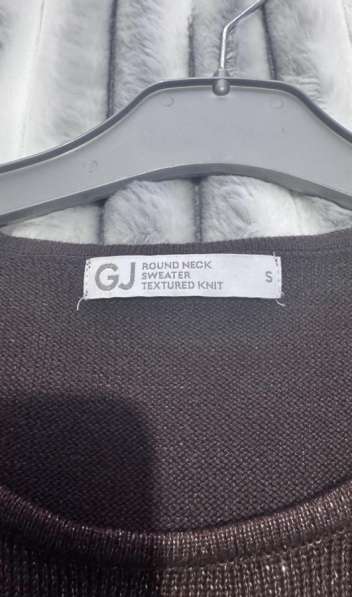 GJ
ROUND NECK
SWEATER
TEXTURED KNIT
S